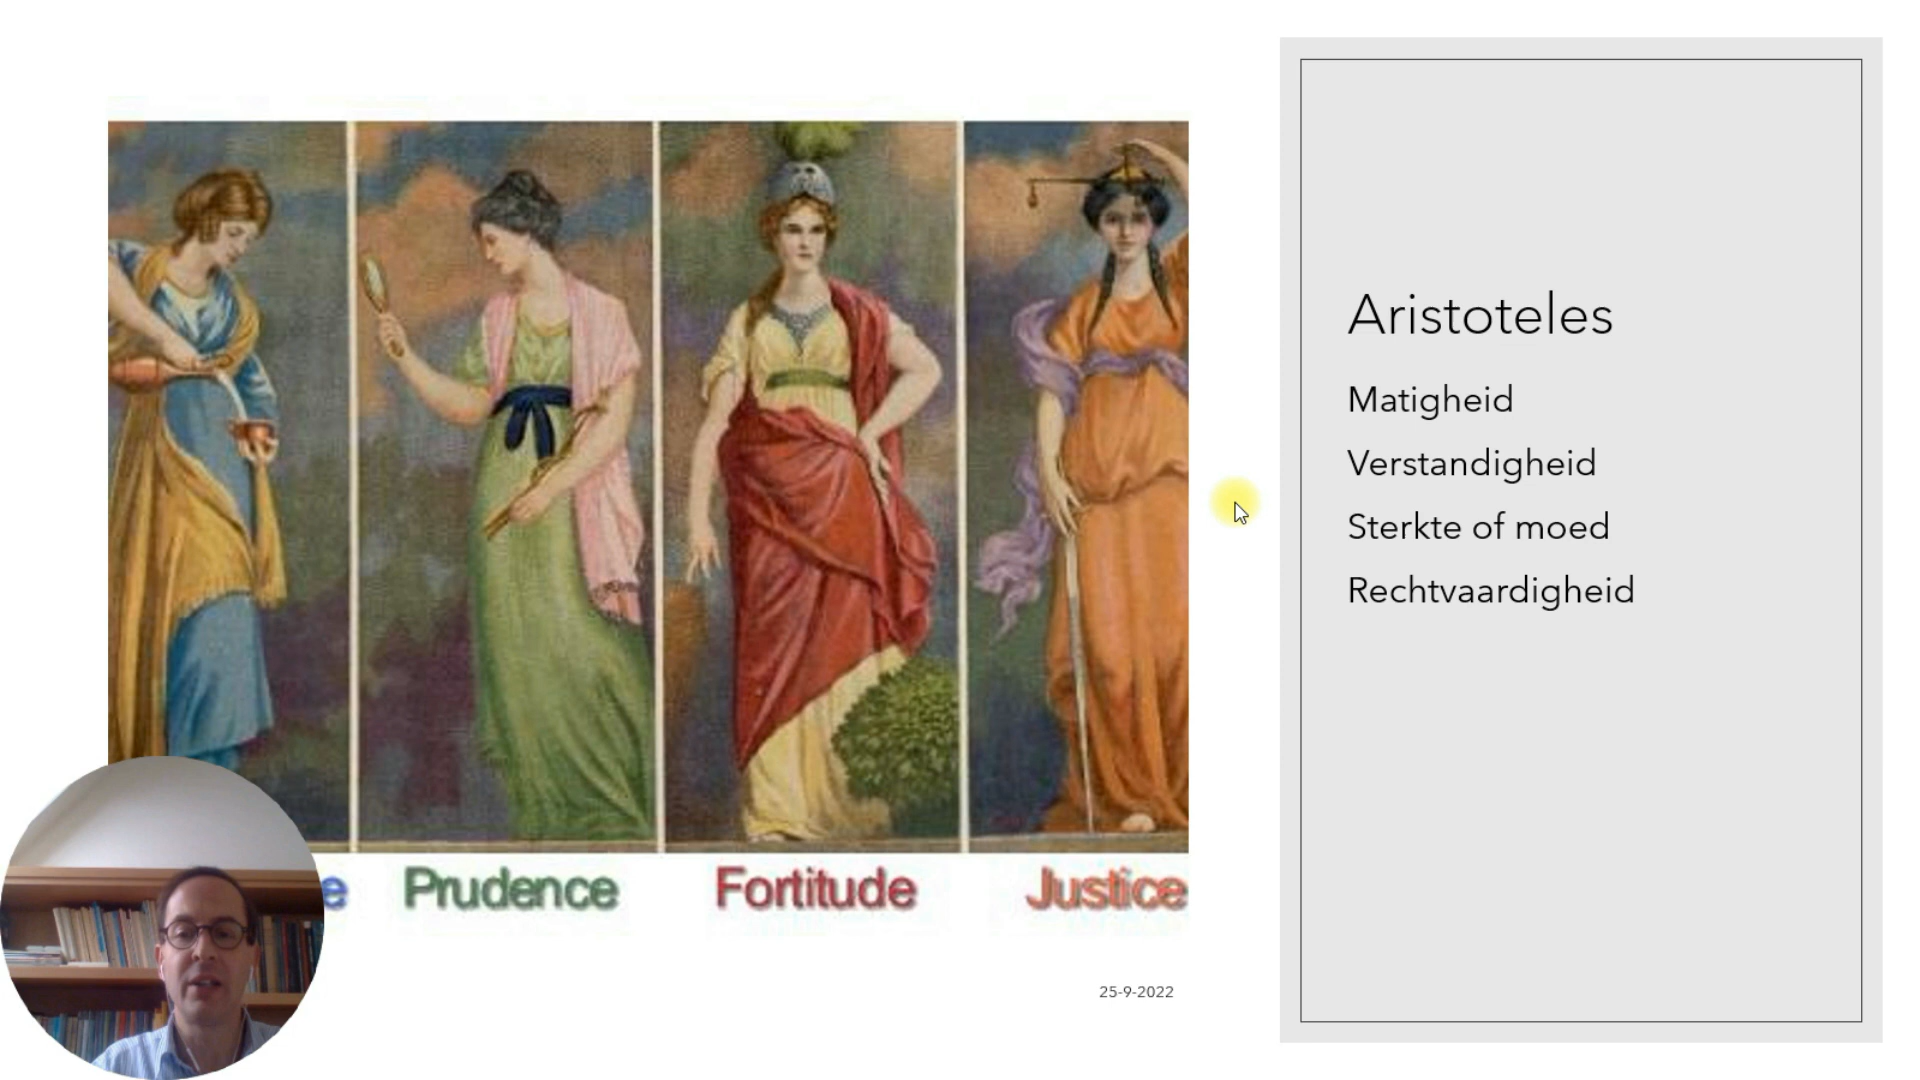 Prudence
Fortitude
Justice
25-9-2022
Aristoteles
Matigheid
Verstandigheid
Sterkte of moed
Rechtvaardigheid